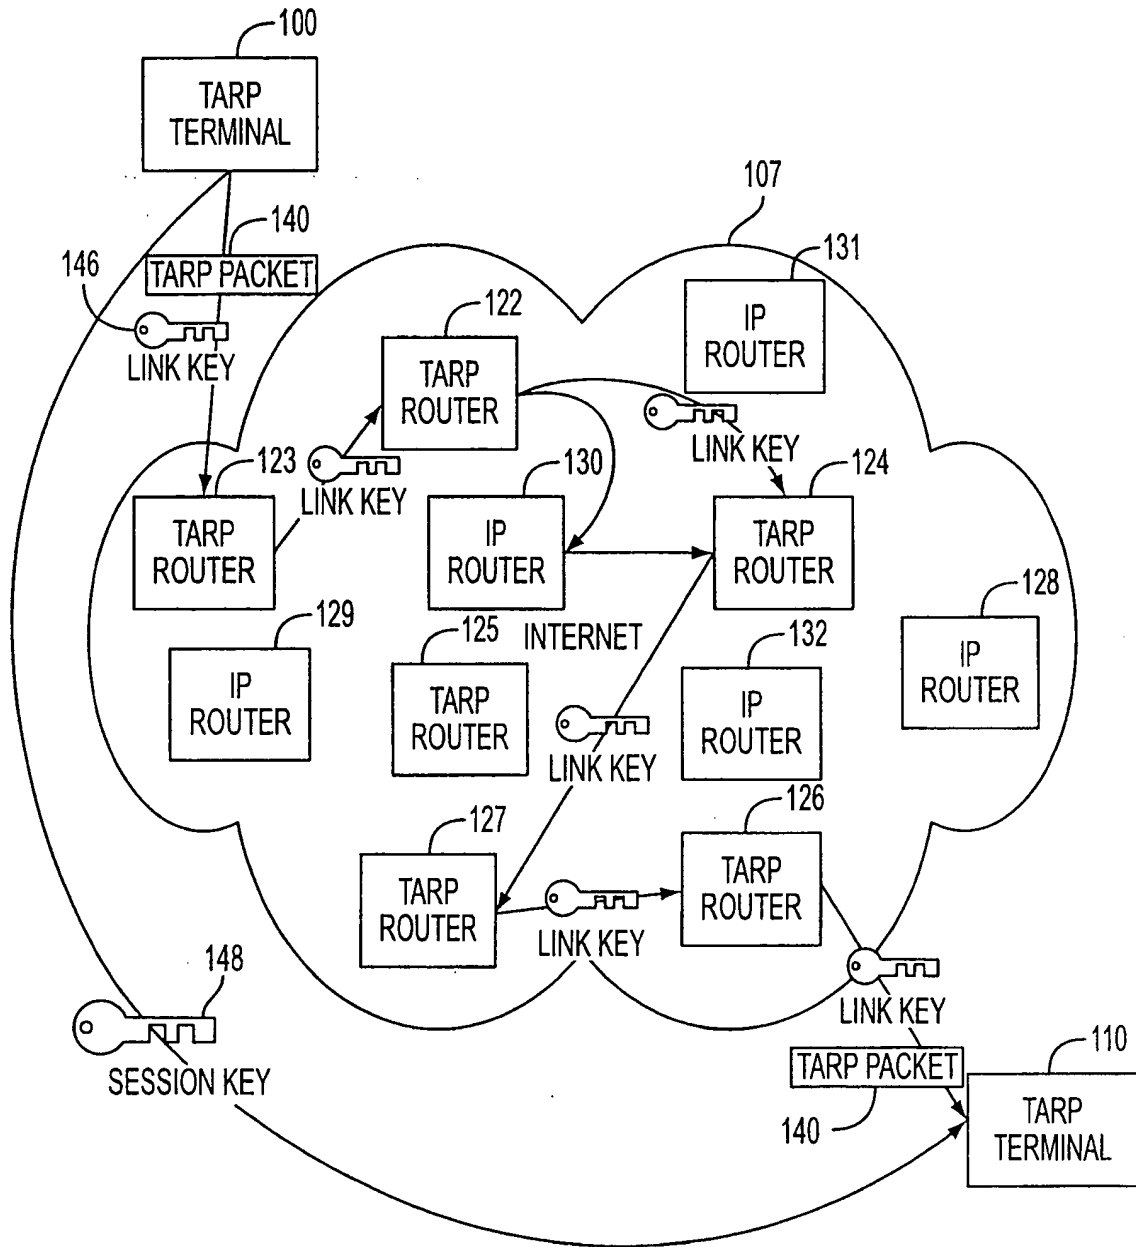 100
TARP
TERMINAL
140
TARP PACKET
146
LINK KEY
107
131
IP
ROUTER
122
TARP
ROUTER
LINK KEY
123
TARP
ROUTER
LINK KEY
130
IP
ROUTER
124
TARP
ROUTER
129
IP
ROUTER
125
TARP
ROUTER
INTERNET
132
IP
ROUTER
128
IP
ROUTER
LINK KEY
127
TARP
ROUTER
126
TARP
ROUTER
LINK KEY
148
SESSION KEY
LINK KEY
TARP PACKET
140
110
TARP
TERMINAL